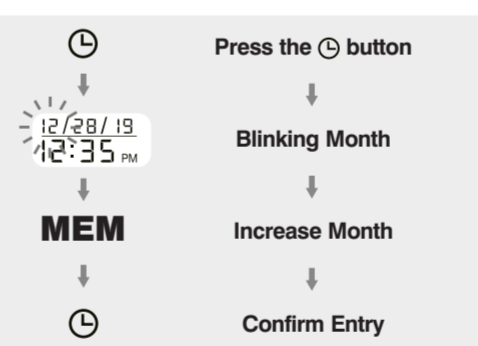 Press the button
12/28/19
12:35 PM
Blinking Month
MEM
Increase Month
Confirm Entry